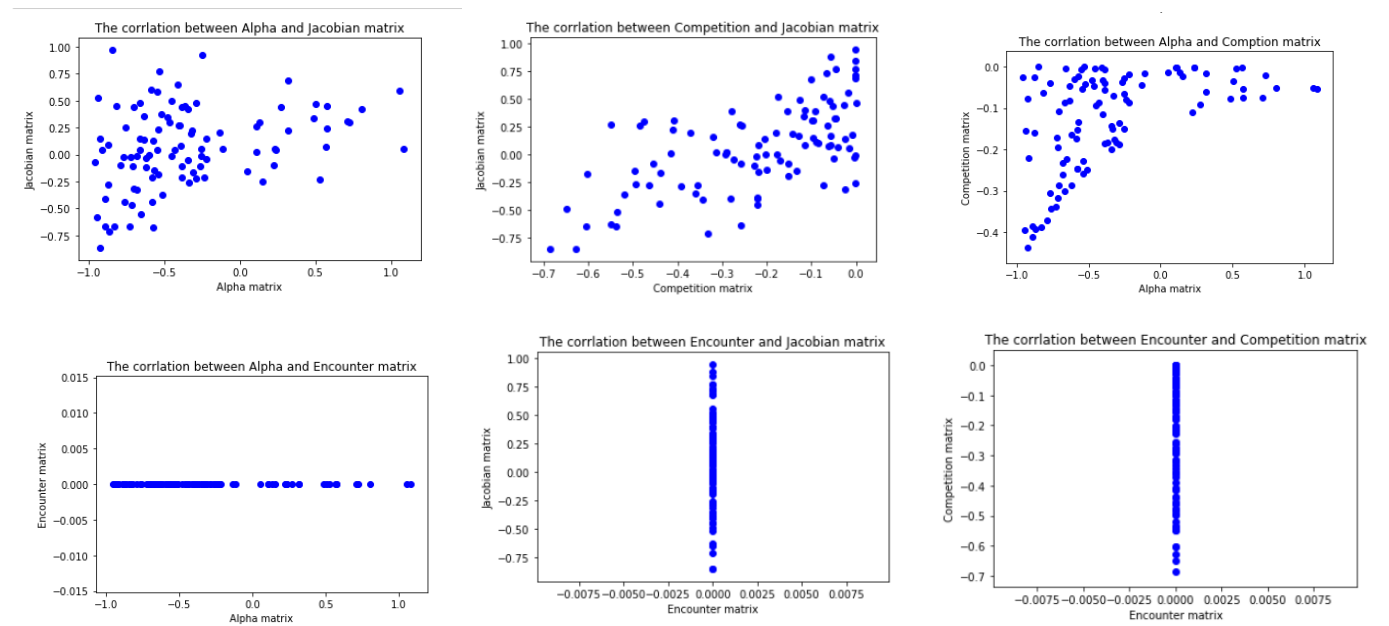 The corrlation between Alpha and Jacobian matrix
1.00
0.75
0.50
0.25
0.00
−0.25
−0.50
−0.75
Jacobian matrix
−1.0 −0.5 0.0 0.5 1.0
Alpha matrix
The corrlation between Competition and Jacobian matrix
1.00
0.75
0.50
0.25
0.00
−0.25
−0.50
−0.75
Jacobian matrix
−0.7 −0.6 −0.5 −0.4 −0.3 −0.2 −0.1 0.0
Competition matrix
The corrlation between Alpha and Comption matrix
0.0
−0.1
−0.2
−0.3
−0.4
Competition matrix
−1.0 −0.5 0.0 0.5 1.0
Alpha matrix
The corrlation between Alpha and Encounter matrix
0.015
0.010
0.005
0.000
−0.005
−0.010
−0.015
Encounter matrix
−1.0 −0.5 0.0 0.5 1.0
Alpha matrix
The corrlation between Encounter and Jacobian matrix
1.00
0.75
0.50
0.25
0.00
−0.25
−0.50
−0.75
Jacobian matrix
−0.0075−0.0050−0.0025 0.0000 0.0025 0.0050 0.0075
Encounter matrix
The corrlation between Encounter and Competition matrix
0.0
−0.1
−0.2
−0.3
−0.4
−0.5
−0.6
−0.7
Competition matrix
−0.0075−0.0050−0.0025 0.0000 0.0025 0.0050 0.0075
Encounter matrix